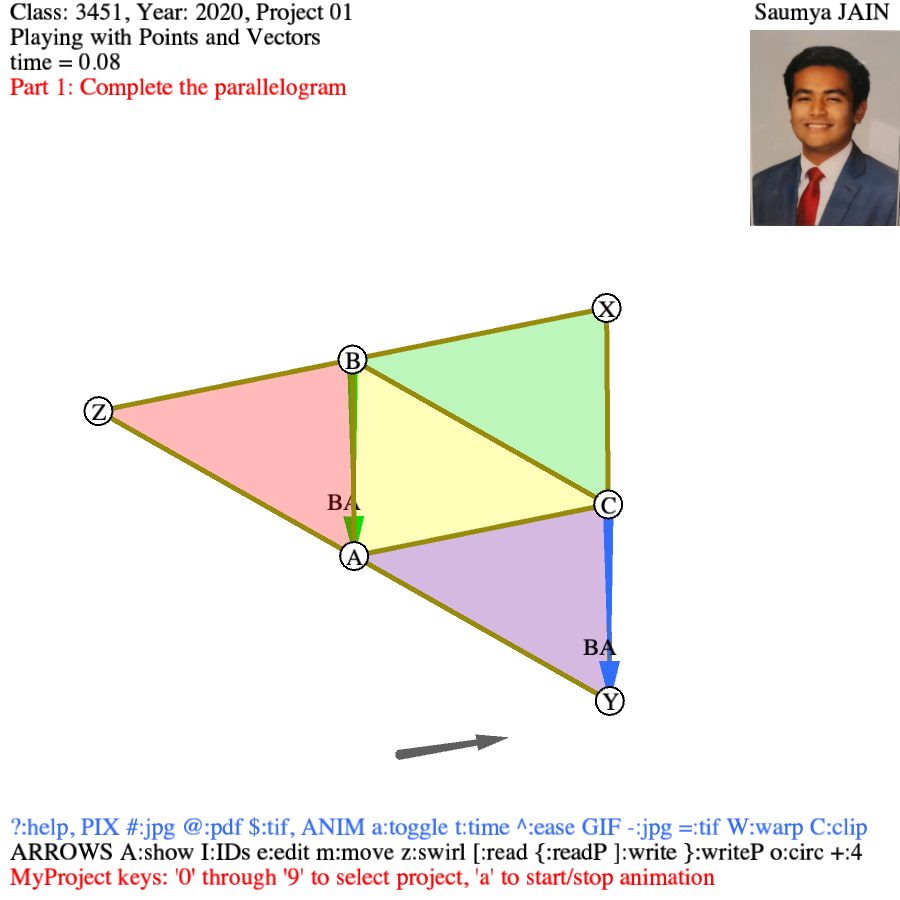 Class: 3451, Year: 2020, Project 01
Saumya JAIN
Playing with Points and Vectors
time = 0.08
Part 1: Complete the parallelogram
X
B
Z
BA
C
A
BA
Y
?:help, PIX #:jpg @:pdf $:tif, ANIM a:toggle t:time ^:ease GIF -:jpg =:tif W:warp C:clip
ARROWS A:show I:IDs e:edit m:move z:swirl [:read {:readP ]:write }:writeP o:circ +:4
MyProject keys: '0' through '9' to select project, 'a' to start/stop animation